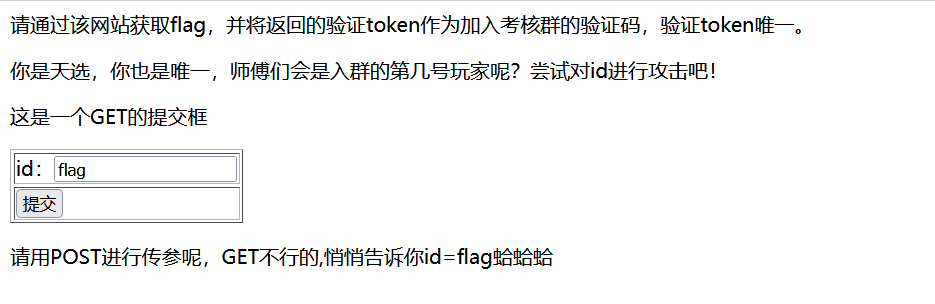 请通过该网站获取flag，并将返回的验证token作为加入考核群的验证码，验证token唯一。
你是天选，你也是唯一，师傅们会是入群的第几号玩家呢？尝试对id进行攻击吧！
这是一个GET的提交框
id：flag
提交
请用POST进行传参呢，GET不行的,悄悄告诉你id=flag蛤蛤蛤